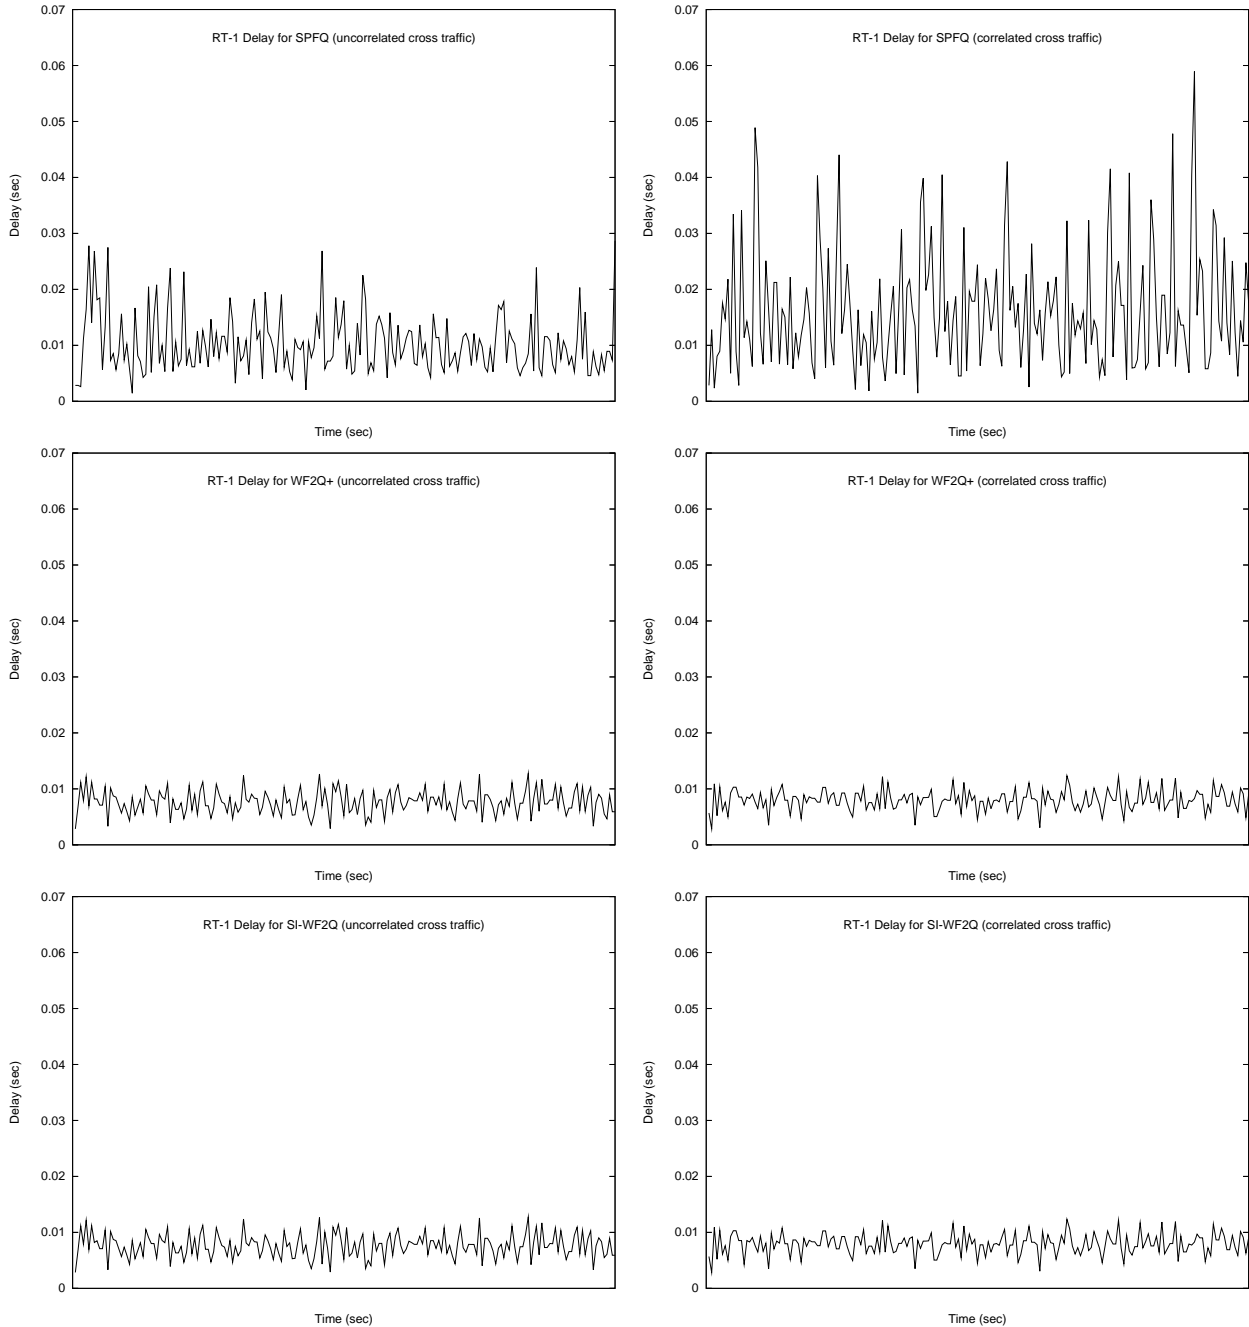 RT-1 Delay for SPFQ (uncorrelated cross traffic)
0.07
0.06
0.05
0.04
0.03
0.02
0.01
0
Delay (sec)
Time (sec)
RT-1 Delay for SPFQ (correlated cross traffic)
0.07
0.06
0.05
0.04
0.03
0.02
0.01
0
Delay (sec)
Time (sec)
RT-1 Delay for WF2Q+ (uncorrelated cross traffic)
0.07
0.06
0.05
0.04
0.03
0.02
0.01
0
Delay (sec)
Time (sec)
RT-1 Delay for WF2Q+ (correlated cross traffic)
0.07
0.06
0.05
0.04
0.03
0.02
0.01
0
Delay (sec)
Time (sec)
RT-1 Delay for SI-WF2Q (uncorrelated cross traffic)
0.07
0.06
0.05
0.04
0.03
0.02
0.01
0
Delay (sec)
Time (sec)
RT-1 Delay for SI-WF2Q (correlated cross traffic)
0.07
0.06
0.05
0.04
0.03
0.02
0.01
0
Delay (sec)
Time (sec)